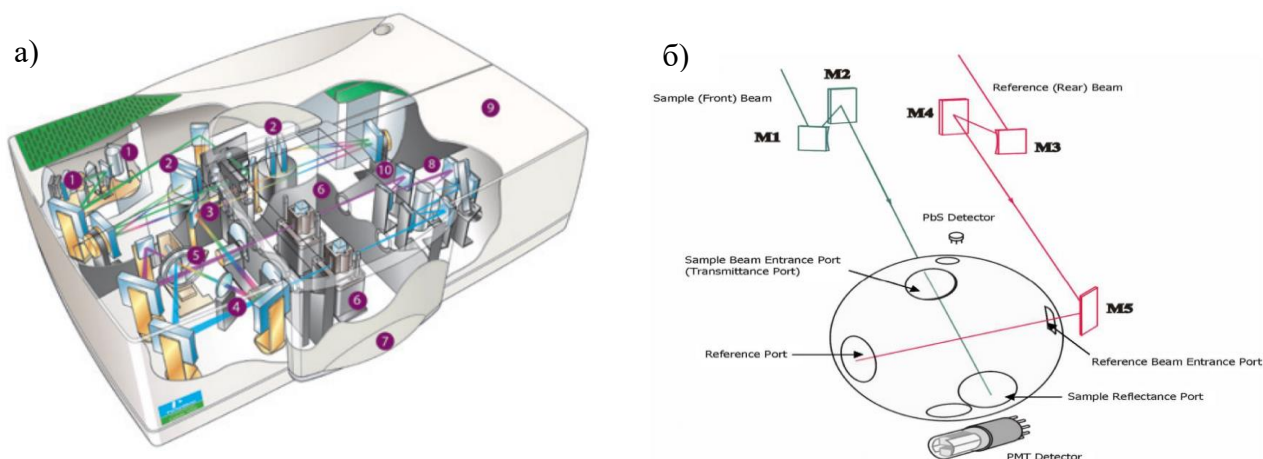 а)
1
1
2
2
3
4
5
6
6
7
8
9
10
б)
M2
Sample (Front) Beam
M1
Reference (Rear) Beam
M4
M3
PbS Detector
Sample Beam Entrance Port
(Transmittance Port)
M5
Reference Port
Reference Beam Entrance Port
Sample Reflectance Port
PMT Detector